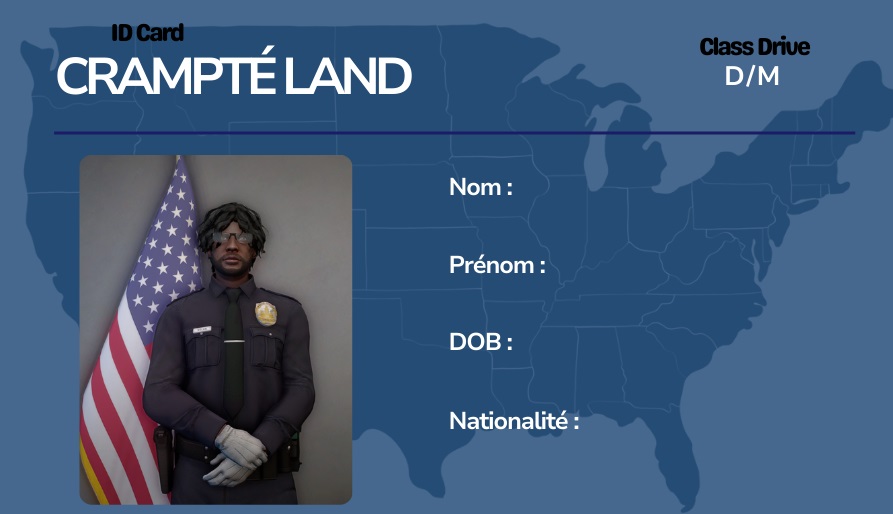 ID Card
CRAMPTÉ LAND
Class Drive
D/M
Nom :
Prénom :
DOB :
Nationalité :